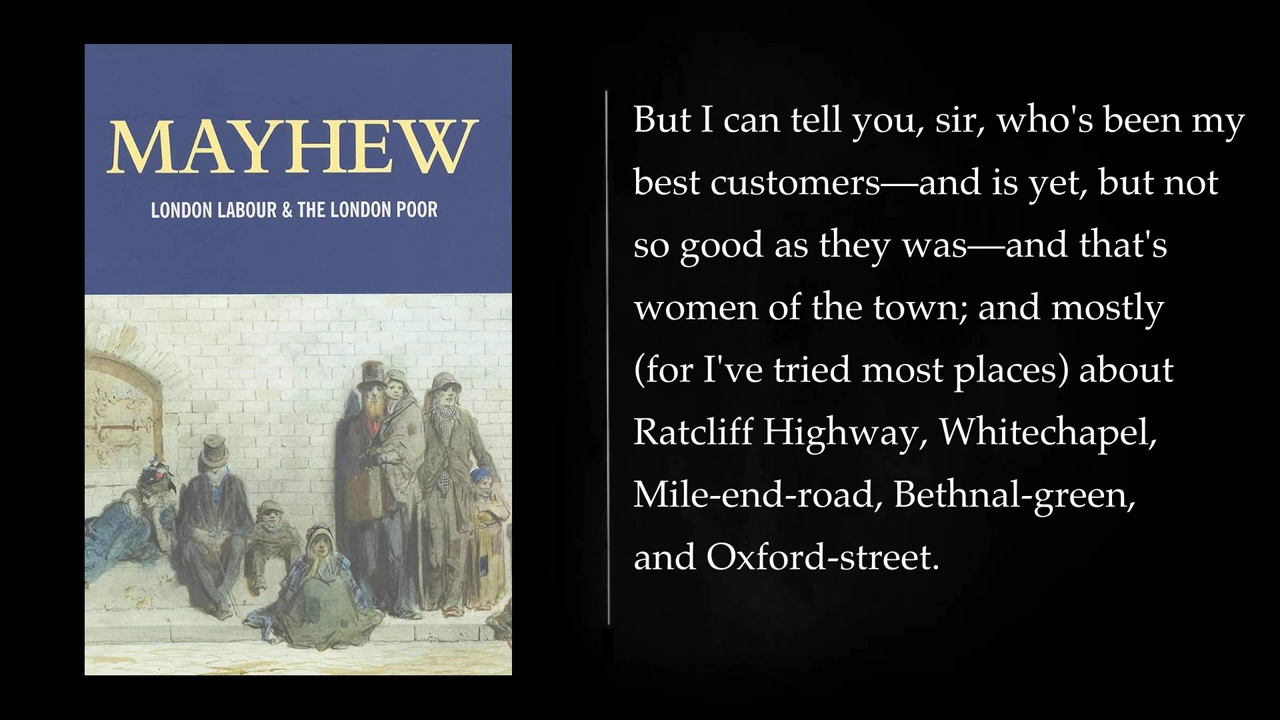 MAYHEW
LONDON LABOUR & THE LONDON POOR
But I can tell you, sir, who's been my
best customers—and is yet, but not
so good as they was—and that's
women of the town; and mostly
(for I've tried most places) about
Ratcliff Highway, Whitechapel,
Mile-end-road, Bethnal-green,
and Oxford-street.